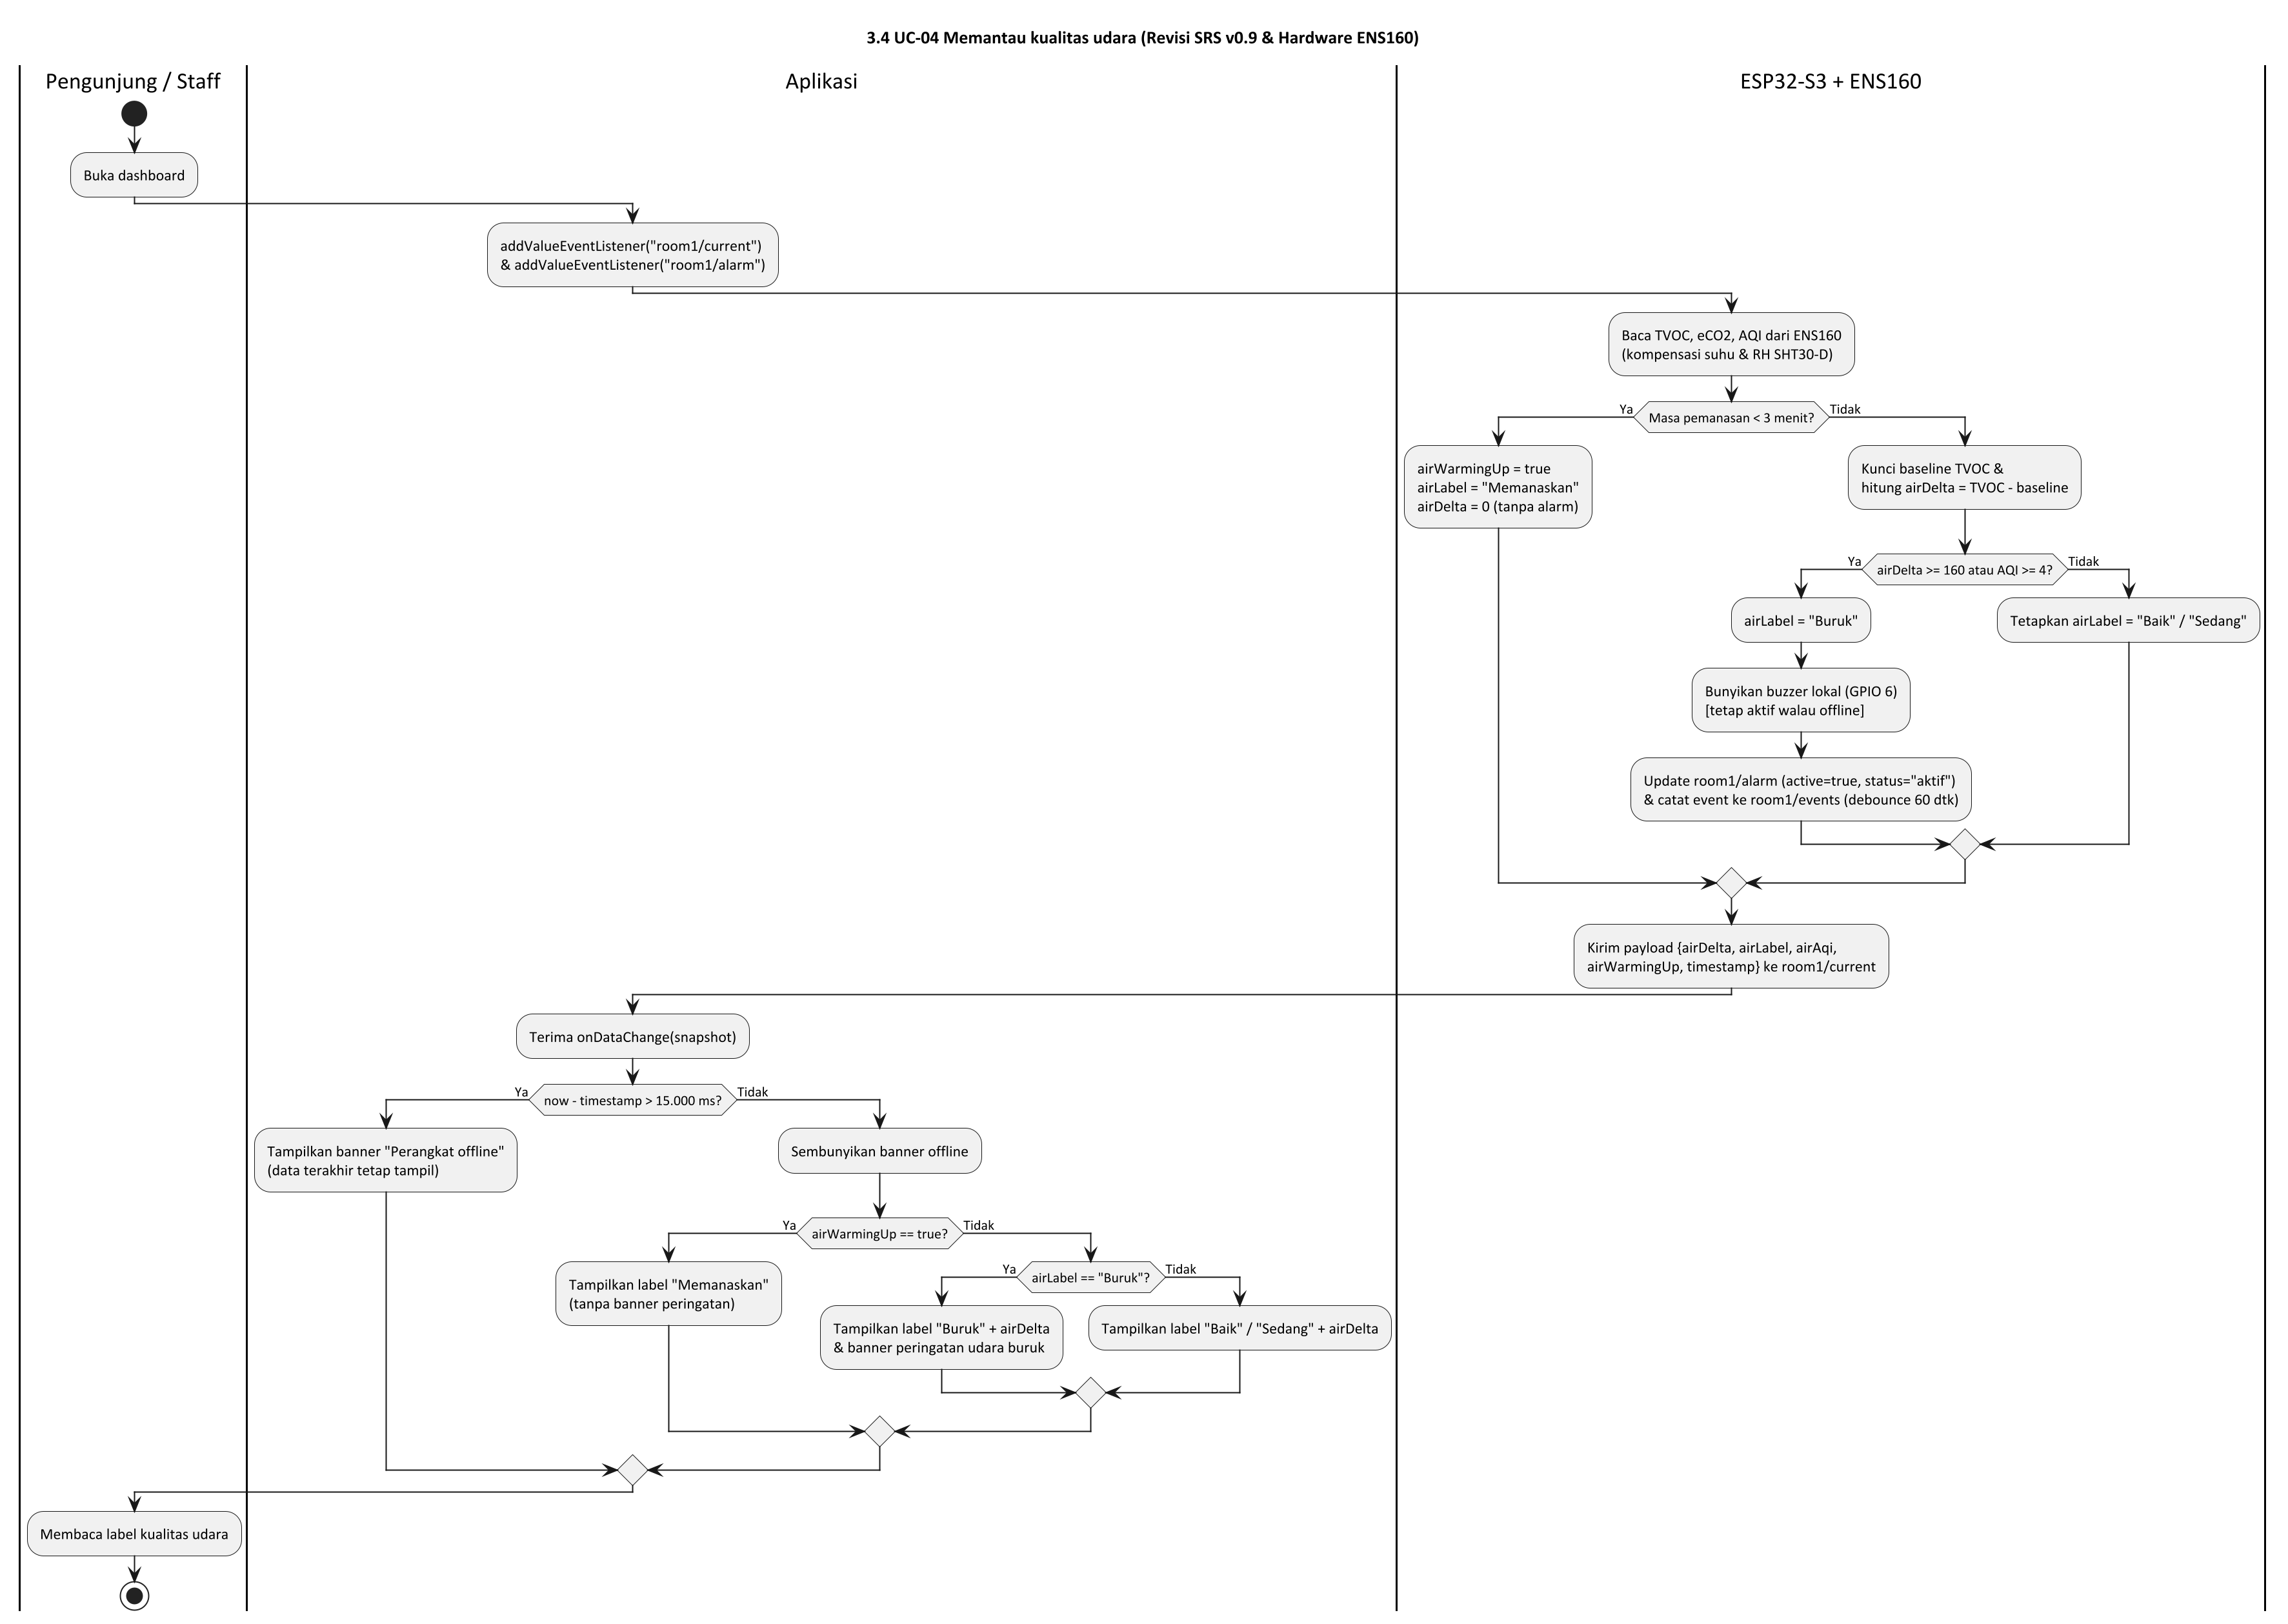 3.4 UC-04 Memantau kualitas udara (Revisi SRS v0.9 & Hardware ENS160)
Pengunjung / Staff
Aplikasi
ESP32-S3 + ENS160
Buka dashboard
addValueEventListener("room1/current")
& addValueEventListener("room1/alarm")
Baca TVOC, eCO2, AQI dari ENS160
(kompensasi suhu & RH SHT30-D)
Ya
Masa pemanasan < 3 menit?
Tidak
airWarmingUp = true
airLabel = "Memanaskan"
airDelta = 0 (tanpa alarm)
Kunci baseline TVOC &
hitung airDelta = TVOC - baseline
Ya
airDelta >= 160 atau AQI >= 4?
Tidak
airLabel = "Buruk"
Tetapkan airLabel = "Baik" / "Sedang"
Bunyikan buzzer lokal (GPIO 6)
[tetap aktif walau offline]
Update room1/alarm (active=true, status="aktif")
& catat event ke room1/events (debounce 60 dtk)
Kirim payload {airDelta, airLabel, airAqi,
airWarmingUp, timestamp} ke room1/current
Terima onDataChange(snapshot)
Ya
now - timestamp > 15.000 ms?
Tidak
Tampilkan banner "Perangkat offline"
(data terakhir tetap tampil)
Sembunyikan banner offline
Ya
airWarmingUp == true?
Tidak
Tampilkan label "Memanaskan"
(tanpa banner peringatan)
Ya
airLabel == "Buruk"?
Tidak
Tampilkan label "Buruk" + airDelta
& banner peringatan udara buruk
Tampilkan label "Baik" / "Sedang" + airDelta
Membaca label kualitas udara